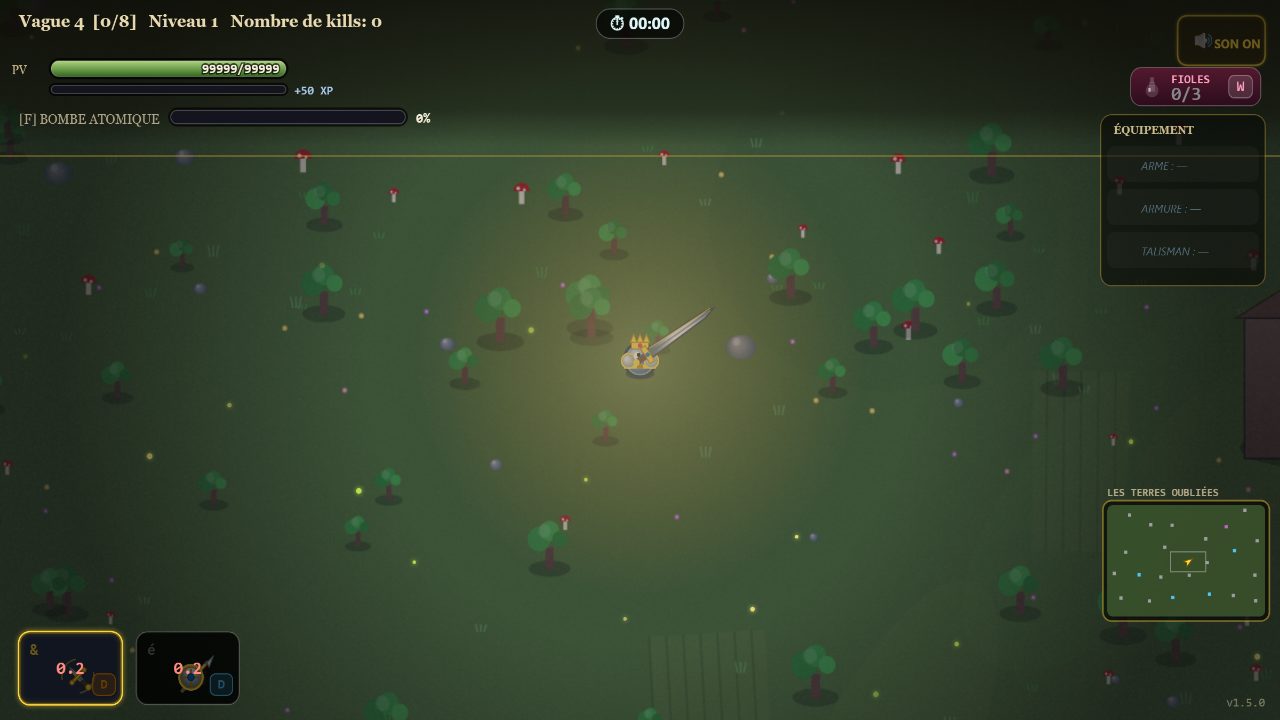 Vague 4 [0/8] Niveau 1 Nombre de kills: 0
00:00
SON ON
PV 99999/99999
+50 XP
[F] BOMBE ATOMIQUE 0%
FIOLES
0/3
W
ÉQUIPEMENT
ARME : —
ARMURE : —
TALISMAN : —
LES TERRES OUBLIÉES
& 0.2 D
é 0.2 D
v1.5.0